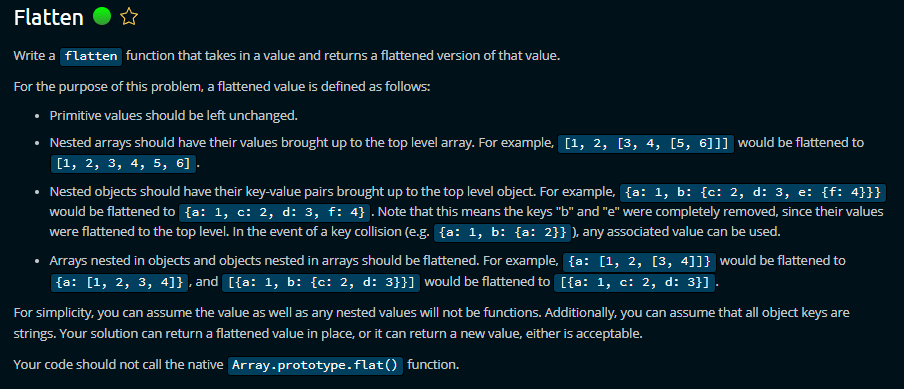 Flatten
Write a flatten function that takes in a value and returns a flattened version of that value.
For the purpose of this problem, a flattened value is defined as follows:
Primitive values should be left unchanged.
Nested arrays should have their values brought up to the top level array. For example, [1, 2, [3, 4, [5, 6]]] would be flattened to
[1, 2, 3, 4, 5, 6] .
Nested objects should have their key-value pairs brought up to the top level object. For example, {a: 1, b: {c: 2, d: 3, e: {f: 4}}}
would be flattened to {a: 1, c: 2, d: 3, f: 4} . Note that this means the keys "b" and "e" were completely removed, since their values
were flattened to the top level. In the event of a key collision (e.g. {a: 1, b: {a: 2}} ), any associated value can be used.
Arrays nested in objects and objects nested in arrays should be flattened. For example, {a: [1, 2, [3, 4]]} would be flattened to
{a: [1, 2, 3, 4]} , and [{a: 1, b: {c: 2, d: 3}}] would be flattened to [{a: 1, c: 2, d: 3}] .
For simplicity, you can assume the value as well as any nested values will not be functions. Additionally, you can assume that all object keys are
strings. Your solution can return a flattened value in place, or it can return a new value, either is acceptable.
Your code should not call the native Array.prototype.flat() function.